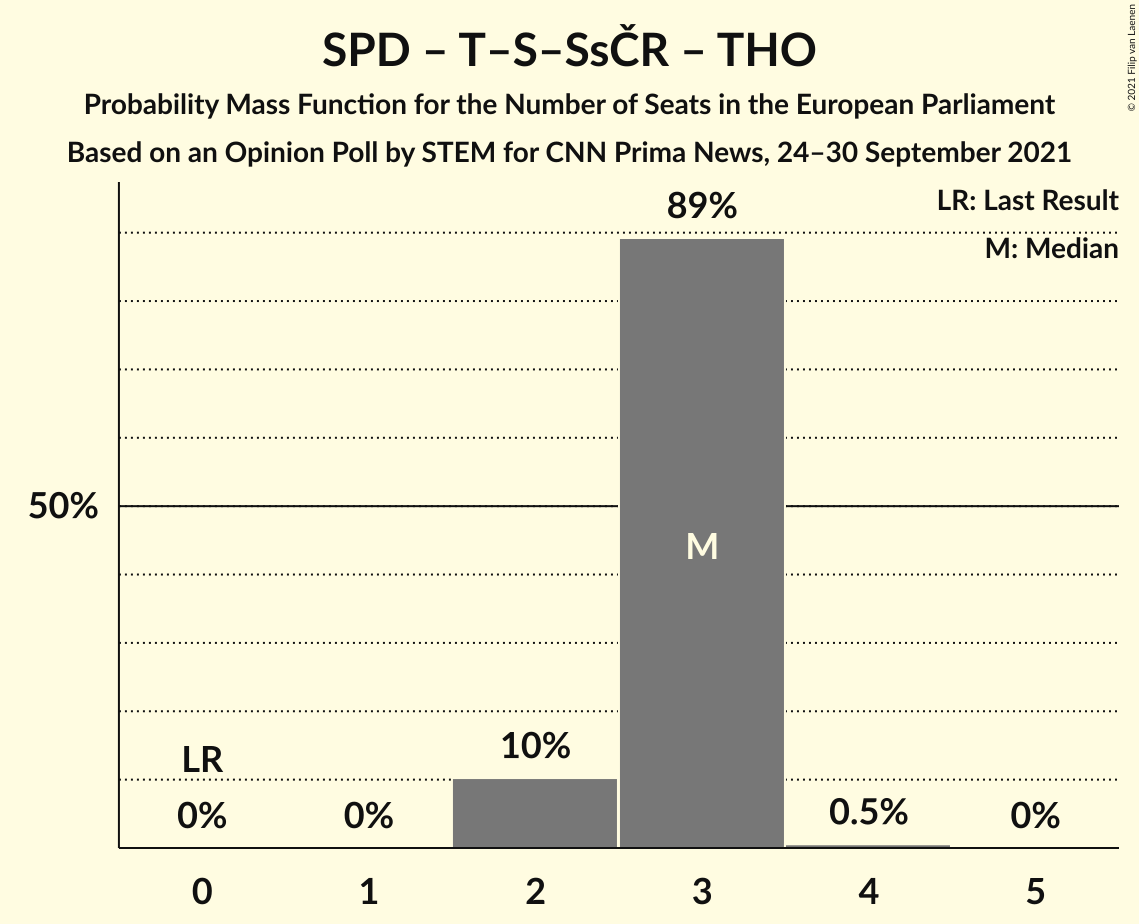 SPD – T–S–SsČR – THO
Probability Mass Function for the Number of Seats in the European Parliament
Based on an Opinion Poll by STEM for CNN Prima News, 24–30 September 2021
© 2021 Filip van Laenen
LR: Last Result
M: Median
89%
50%
M
10%
LR
0%
0%
0.5%
0%
0
1
2
3
4
5